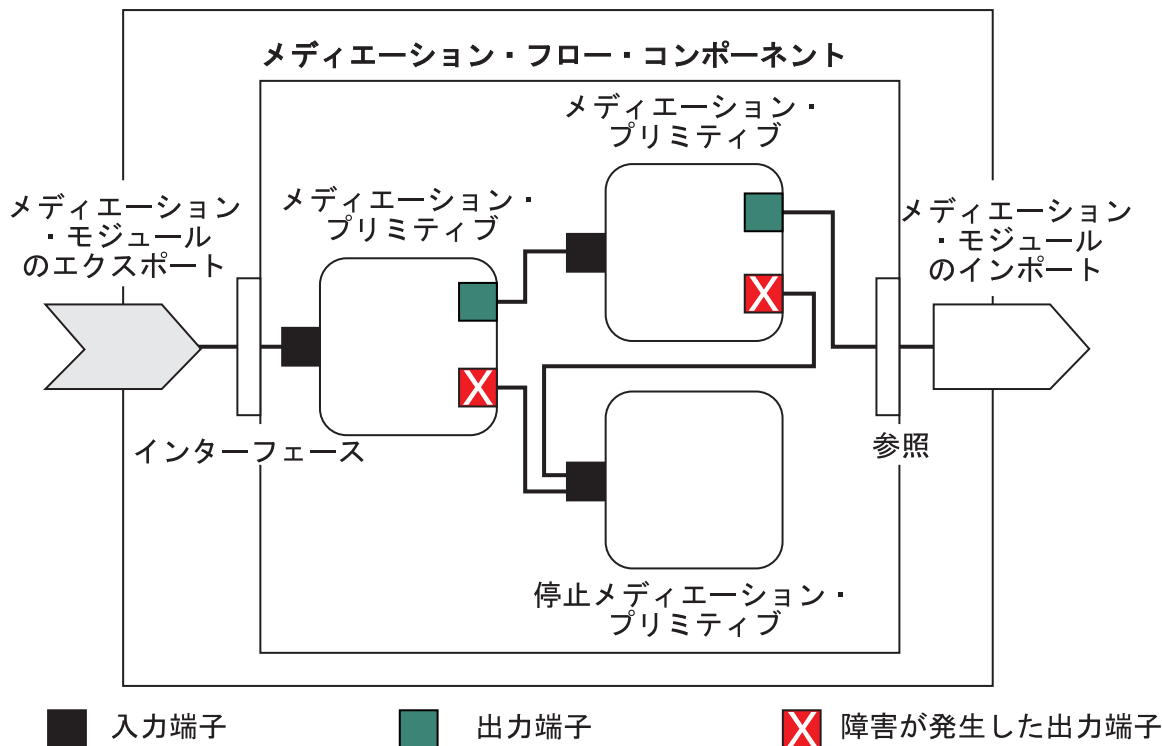 メディエーション・フロー・コンポーネント
メディエーション・
プリミティブ
メディエーション・
プリミティブ
メディエーション
・モジュール
のエクスポート
メディエーション
・モジュール
のインポート
インターフェース
参照
停止メディエーション・
プリミティブ
入力端子
出力端子
X 障害が発生した出力端子